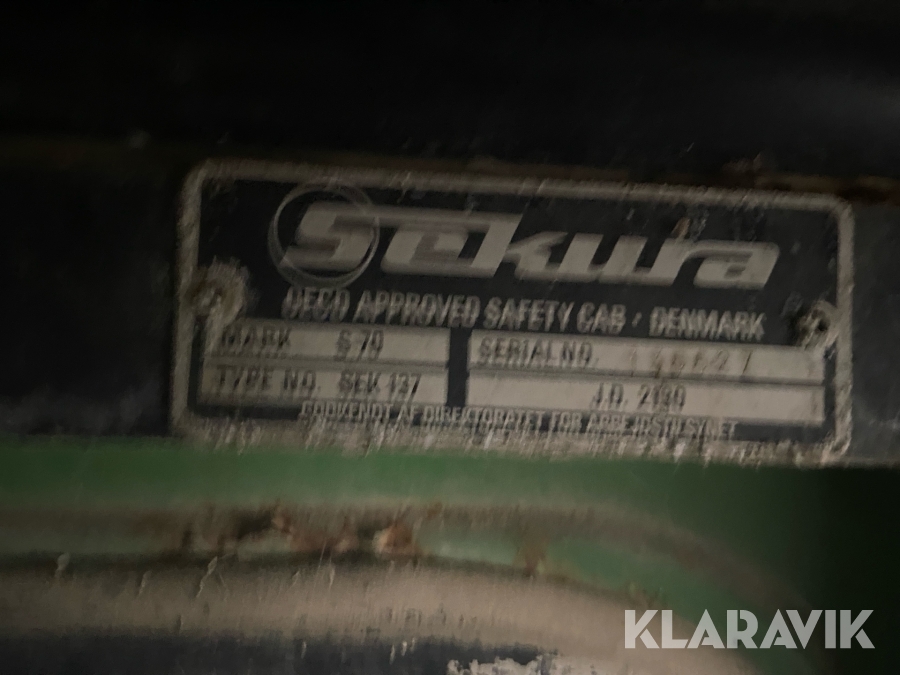 Sekura
OECD APPROVED SAFETY CAB · DENMARK
MARK S 70 SERIAL NO.
TYPE NO. SEK 137 J.D. 2130
GODKENDT AF DIREKTORATET FOR ARBEJDSTILSYNET
KLARAVIK